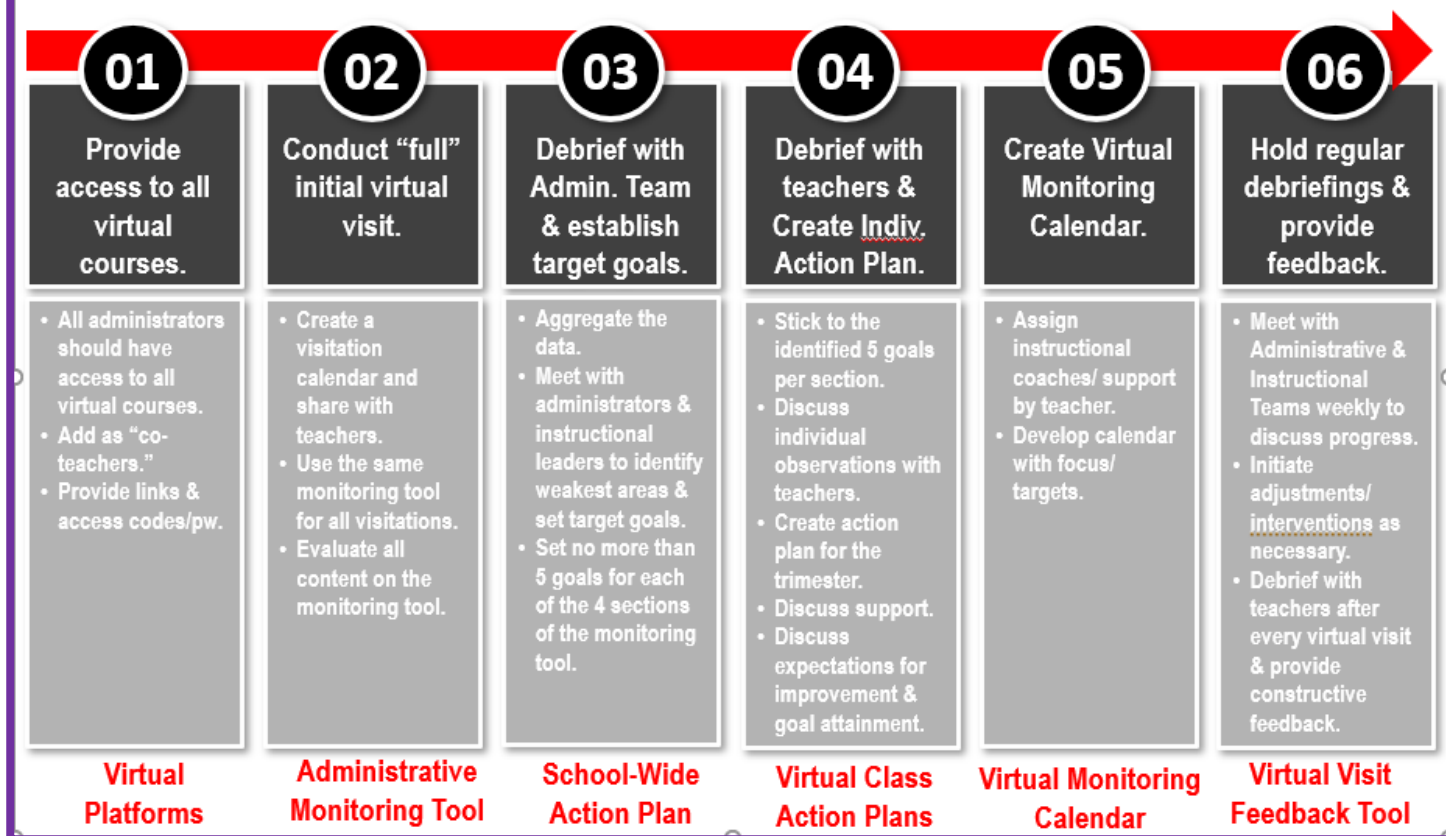 01
Provide
access to all
virtual
courses.
• All administrators
should have
access to all
virtual courses.
• Add as “co-
teachers.”
• Provide links &
access codes/pw.
Virtual
Platforms
02
Conduct “full”
initial virtual
visit.
• Create a
visitation
calendar and
share with
teachers.
• Use the same
monitoring tool
for all visitations.
• Evaluate all
content on the
monitoring tool.
Administrative
Monitoring Tool
03
Debrief with
Admin. Team
& establish
target goals.
• Aggregate the
data.
• Meet with
administrators &
instructional
leaders to identify
weakest areas &
set target goals.
• Set no more than
5 goals for each
of the 4 sections
of the monitoring
tool.
School-Wide
Action Plan
04
Debrief with
teachers &
Create Indiv.
Action Plan.
• Stick to the
identified 5 goals
per section.
• Discuss
individual
observations with
teachers.
• Create action
plan for the
trimester.
• Discuss support.
• Discuss
expectations for
improvement &
goal attainment.
Virtual Class
Action Plans
05
Create Virtual
Monitoring
Calendar.
• Assign
instructional
coaches/ support
by teacher.
• Develop calendar
with focus/
targets.
Virtual Monitoring
Calendar
06
Hold regular
debriefings &
provide
feedback.
• Meet with
Administrative &
Instructional
Teams weekly to
discuss progress.
• Initiate
adjustments/
interventions as
necessary.
• Debrief with
teachers after
every virtual visit
& provide
constructive
feedback.
Virtual Visit
Feedback Tool